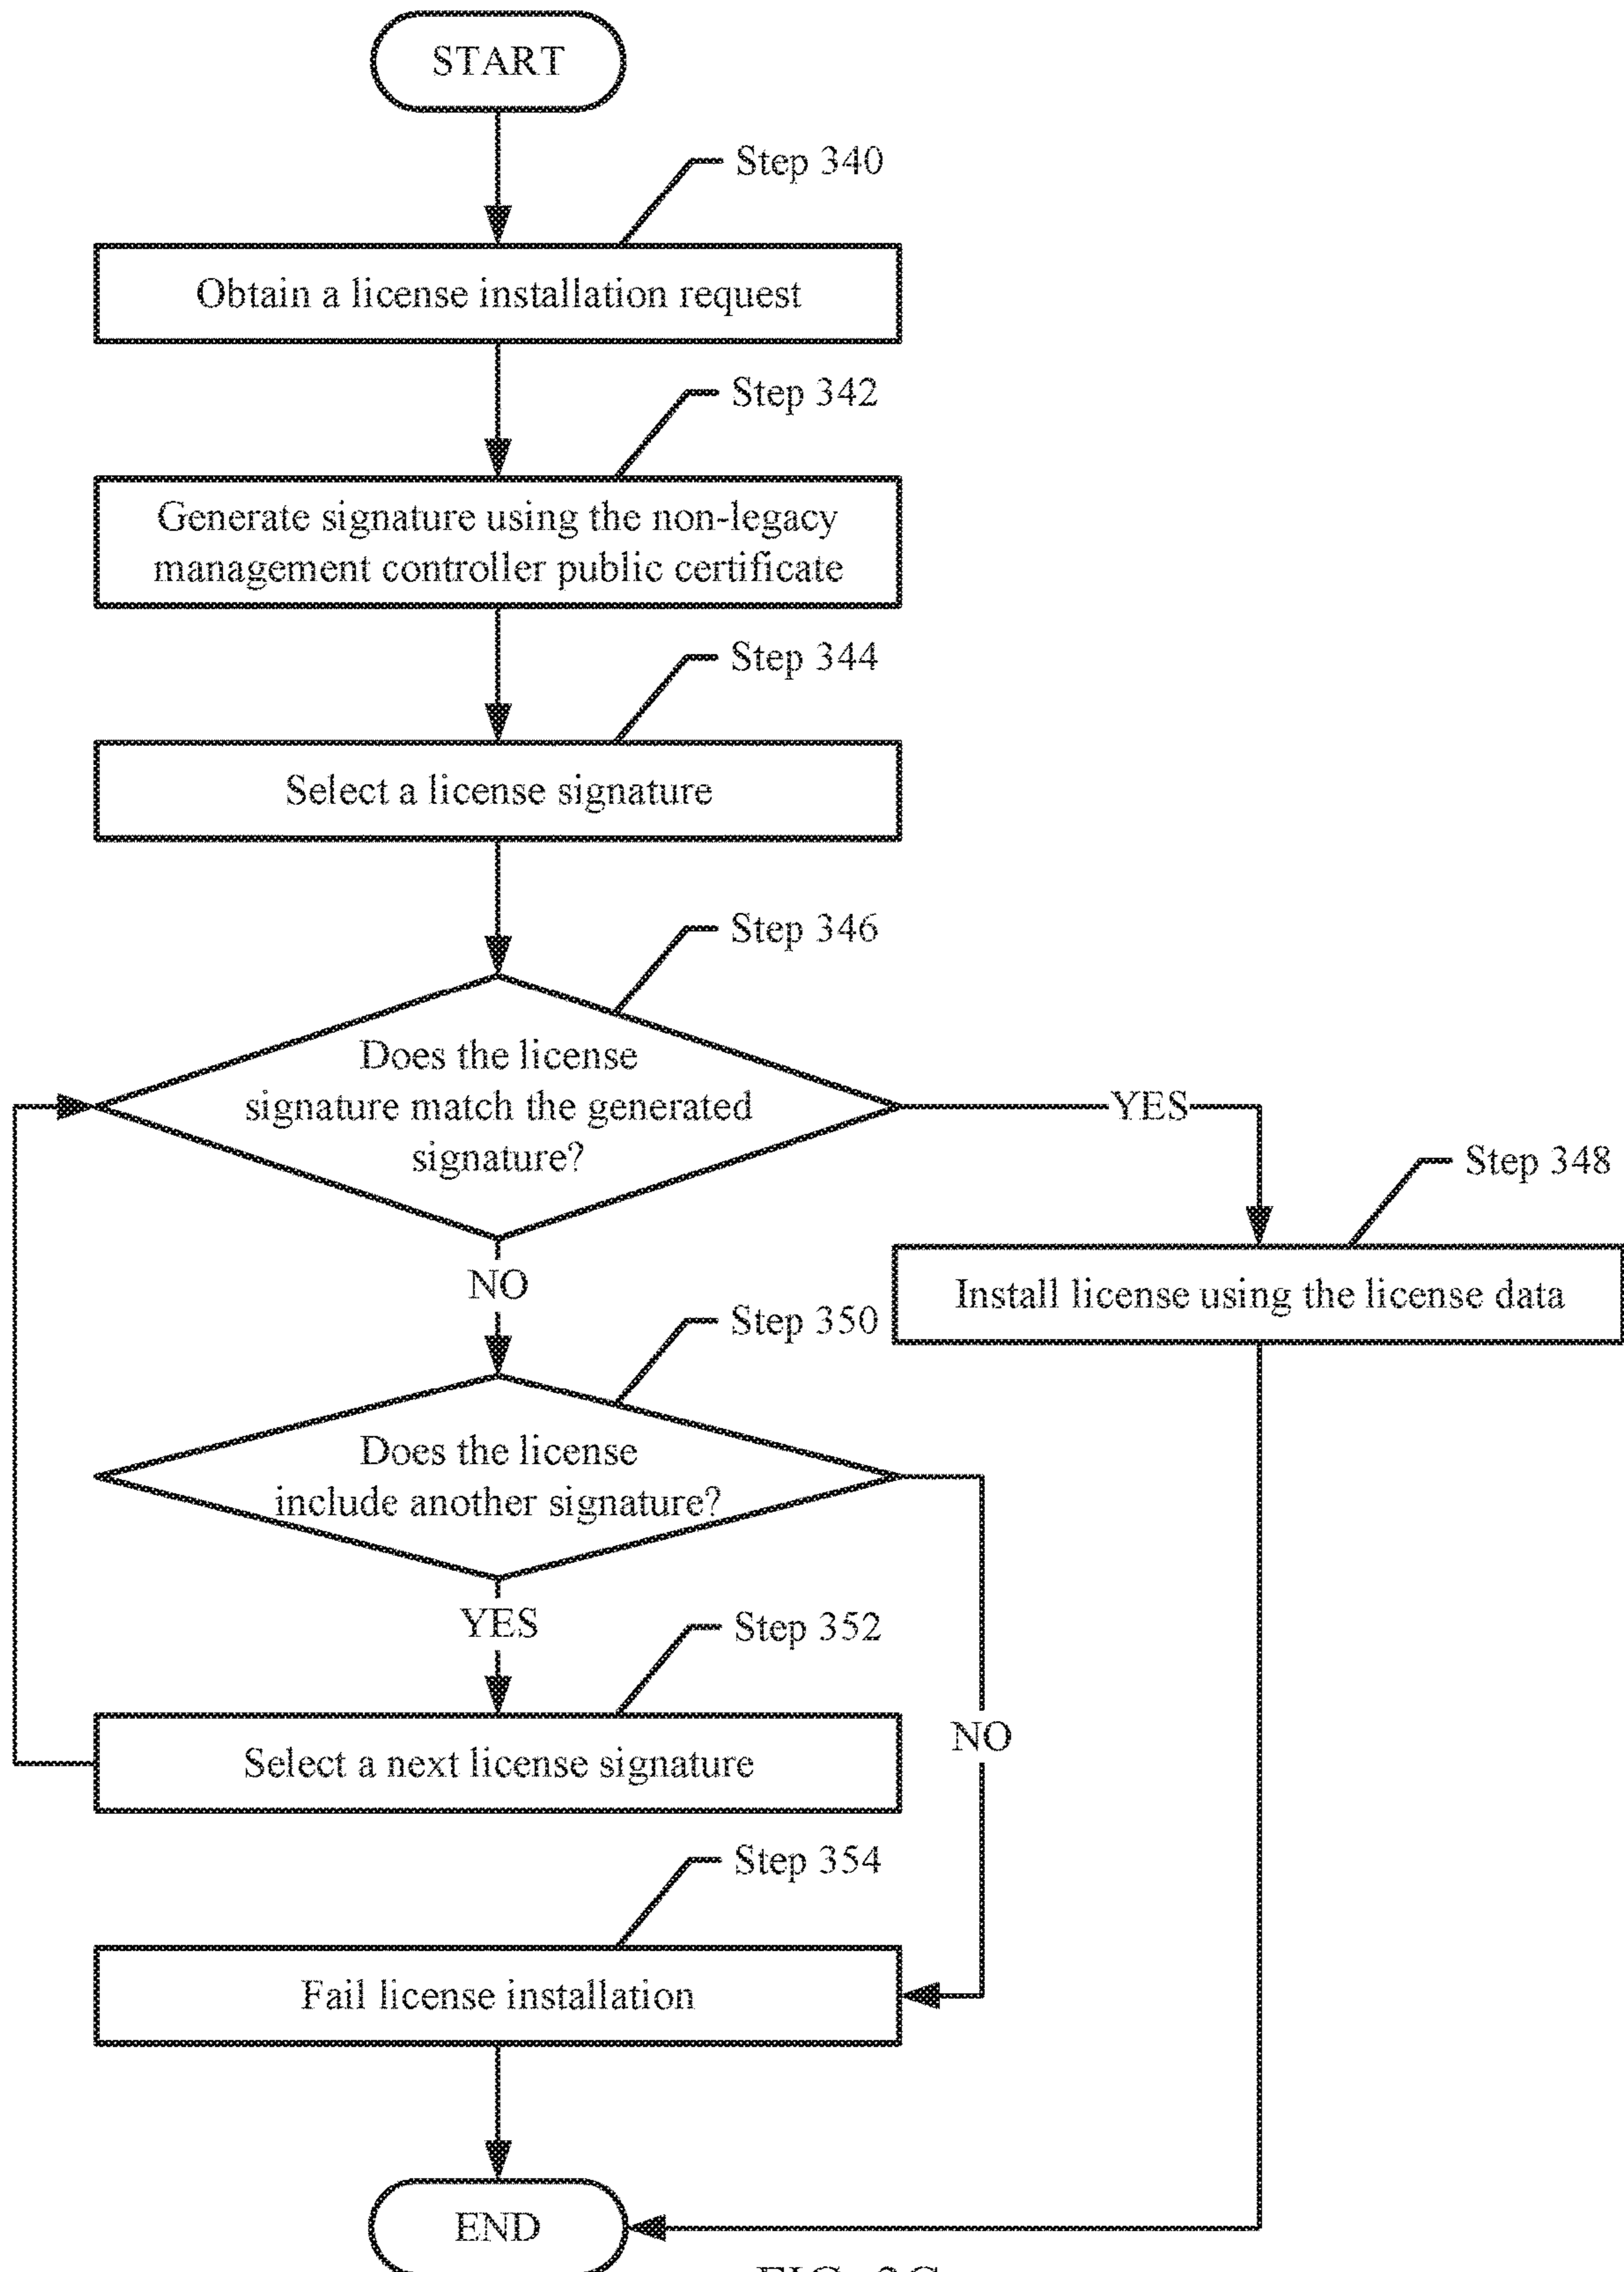 START
Step 340
Obtain a license installation request
Step 342
Generate signature using the non-legacy
management controller public certificate
Step 344
Select a license signature
Step 346
Does the license
signature match the generated
signature?
YES
Step 348
Install license using the license data
NO
Step 350
Does the license
include another signature?
YES
Step 352
Select a next license signature
NO
Step 354
Fail license installation
END